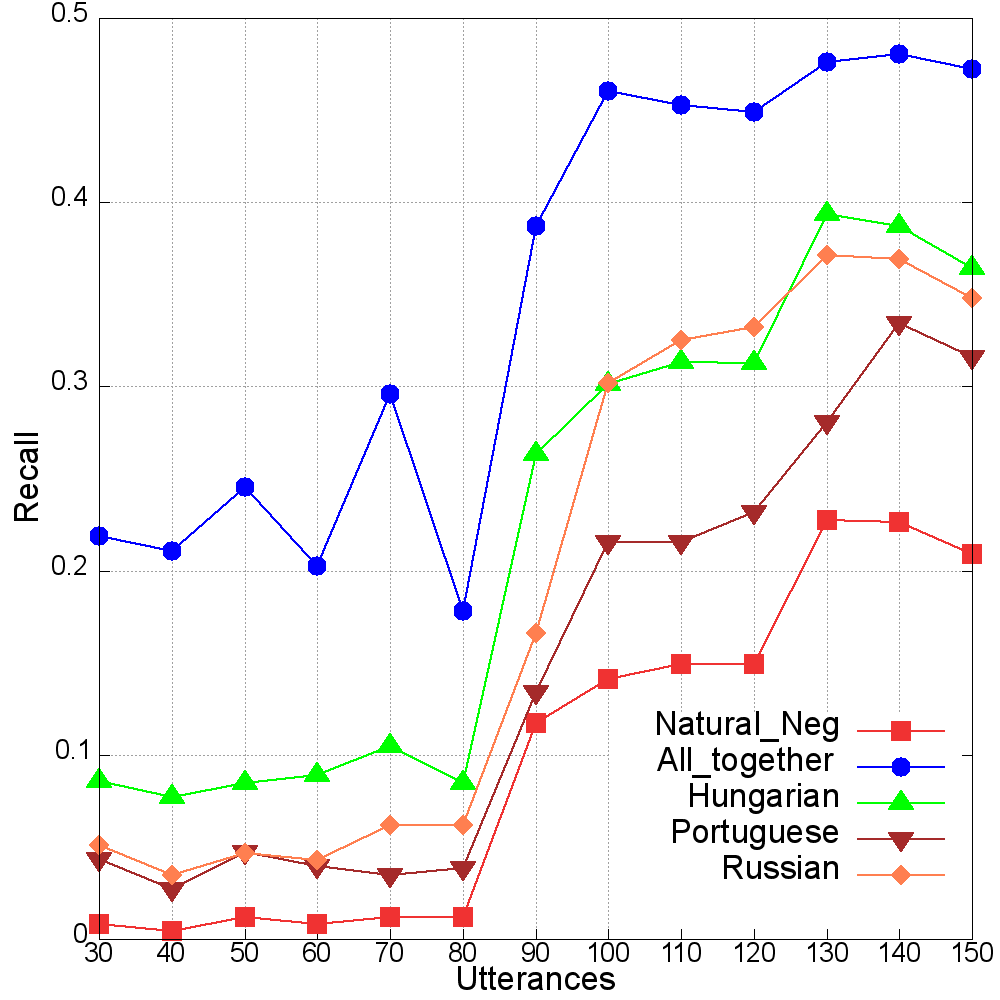 0.5
0.4
0.3
0.2
0.1
0
Recall
Natural_Neg
All_together
Hungarian
Portuguese
Russian
30 40 50 60 70 80 90 100 110 120 130 140 150
Utterances